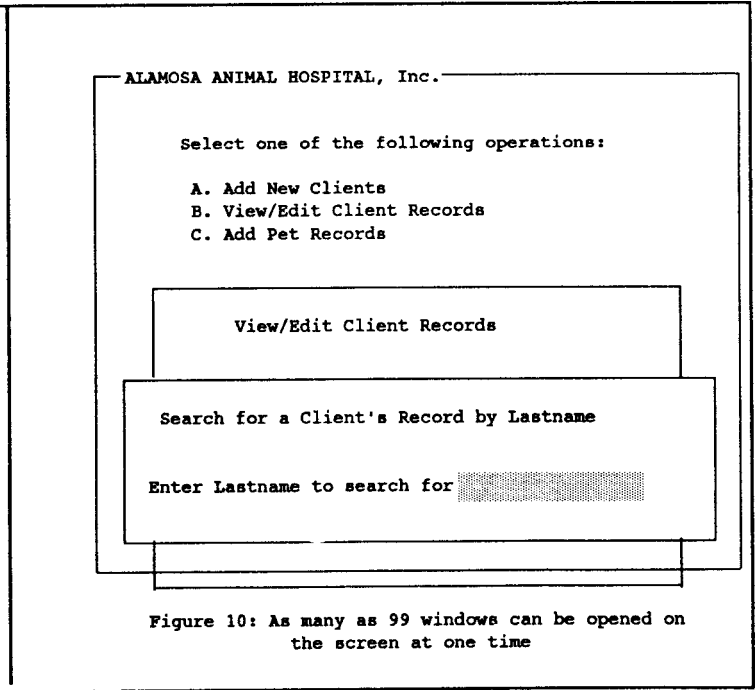 ALAMOSA ANIMAL HOSPITAL, Inc.
Select one of the following operations:
A. Add New Clients
B. View/Edit Client Records
C. Add Pet Records
View/Edit Client Records
Search for a Client's Record by Lastname
Enter Lastname to search for
Figure 10: As many as 99 windows can be opened on
the screen at one time